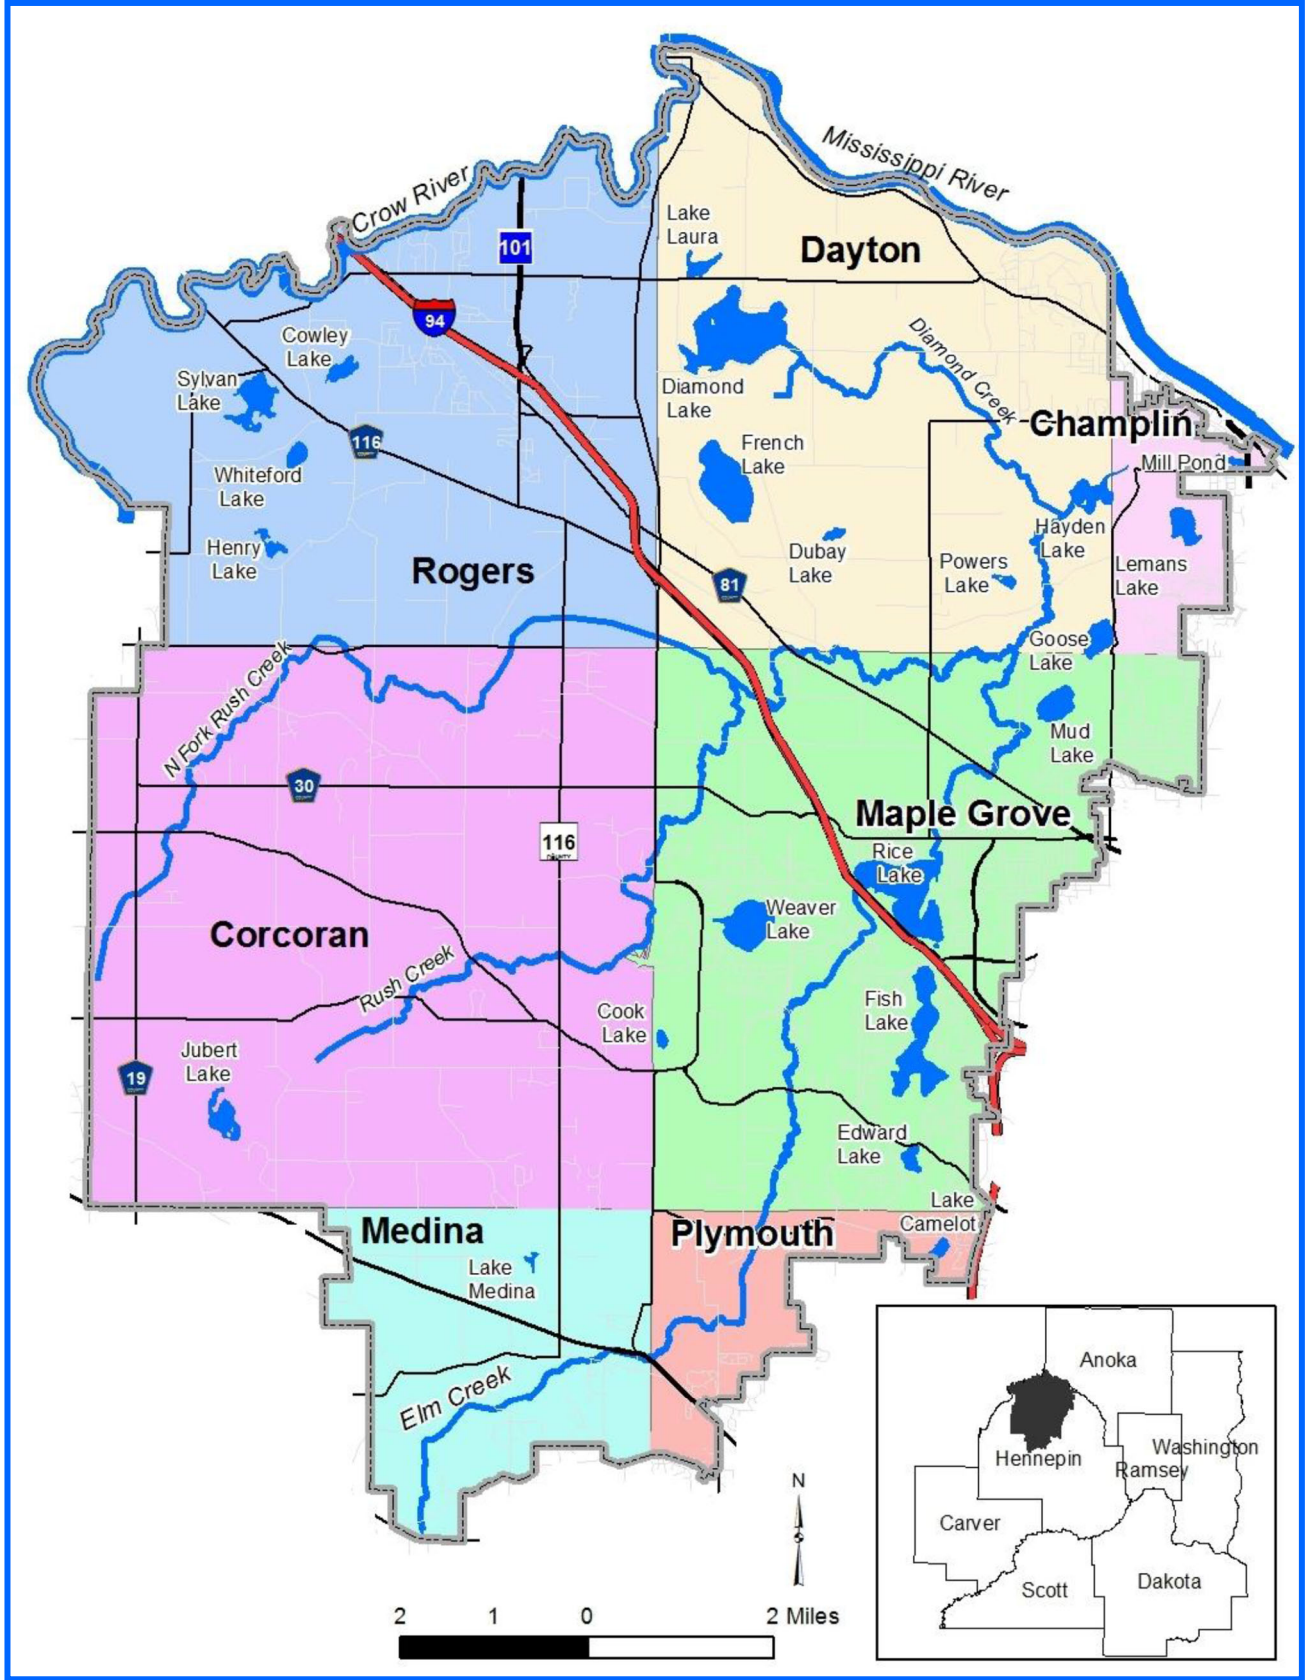 Mississippi River
Crow River
Lake
Laura
101
Dayton
94
Cowley
Lake
Diamond Creek
Sylvan
Lake
Diamond
Lake
Champlin
116
French
Lake
Mill Pond
Whiteford
Lake
Hayden
Lake
Henry
Lake
Dubay
Lake
Powers
Lake
Lemans
Lake
Rogers
81
Goose
Lake
N Fork Rush Creek
Mud
Lake
30
COUNTY
Maple Grove
116
COUNTY
Rice
Lake
Weaver
Lake
Corcoran
Rush Creek
Fish
Lake
Cook
Lake
Jubert
Lake
19
Edward
Lake
Lake
Camelot
Medina
Plymouth
Lake
Medina
Elm Creek
Anoka
Washington
Hennepin
Ramsey
Carver
Scott
Dakota
N
2 1 0 2 Miles